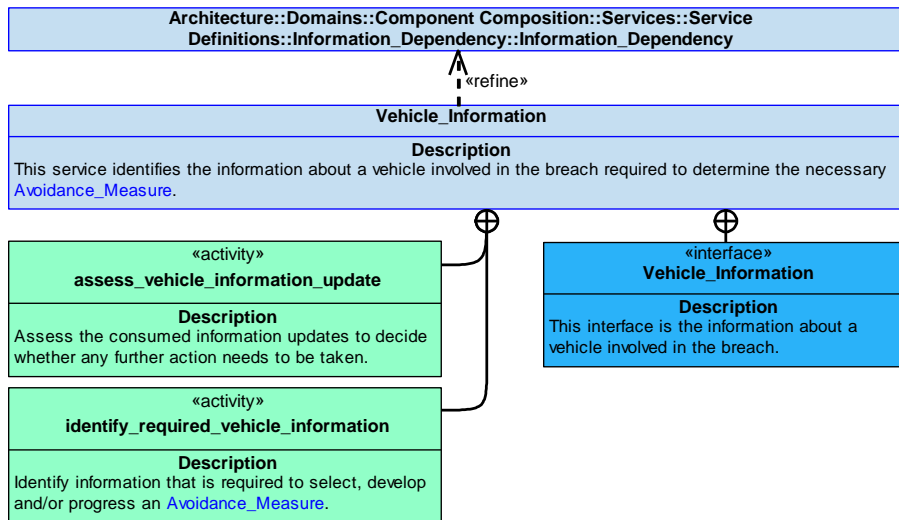 Architecture::Domains::Component Composition::Services::Service
Definitions::Information_Dependency::Information_Dependency
«refine»
Vehicle_Information
Description
This service identifies the information about a vehicle involved in the breach required to determine the necessary
Avoidance_Measure.
«activity»
assess_vehicle_information_update
Description
Assess the consumed information updates to decide
whether any further action needs to be taken.
«interface»
Vehicle_Information
Description
This interface is the information about a
vehicle involved in the breach.
«activity»
identify_required_vehicle_information
Description
Identify information that is required to select, develop
and/or progress an Avoidance_Measure.